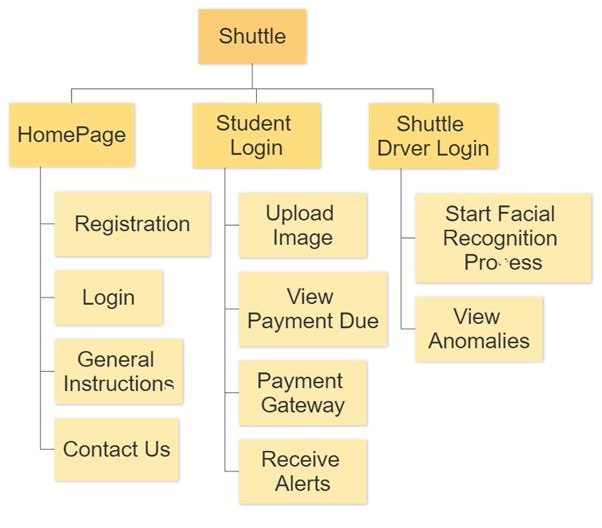 Shuttle
HomePage
Registration
Login
General
Instructions
Contact Us
Student
Login
Upload
Image
View
Payment Due
Payment
Gateway
Receive
Alerts
Shuttle
Drver Login
Start Facial
Recognition
Process
View
Anomalies